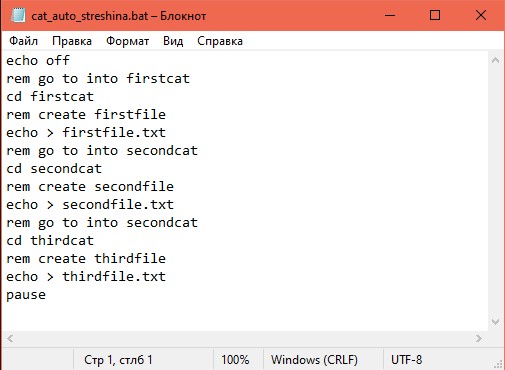 cat_auto_streshina.bat – Блокнот
Файл Правка Формат Вид Справка
echo off
rem go to into firstcat
cd firstcat
rem create firstfile
echo > firstfile.txt
rem go to into secondcat
cd secondcat
rem create secondfile
echo > secondfile.txt
rem go to into secondcat
cd thirdcat
rem create thirdfile
echo > thirdfile.txt
pause
Стр 1, стлб 1 100% Windows (CRLF) UTF-8